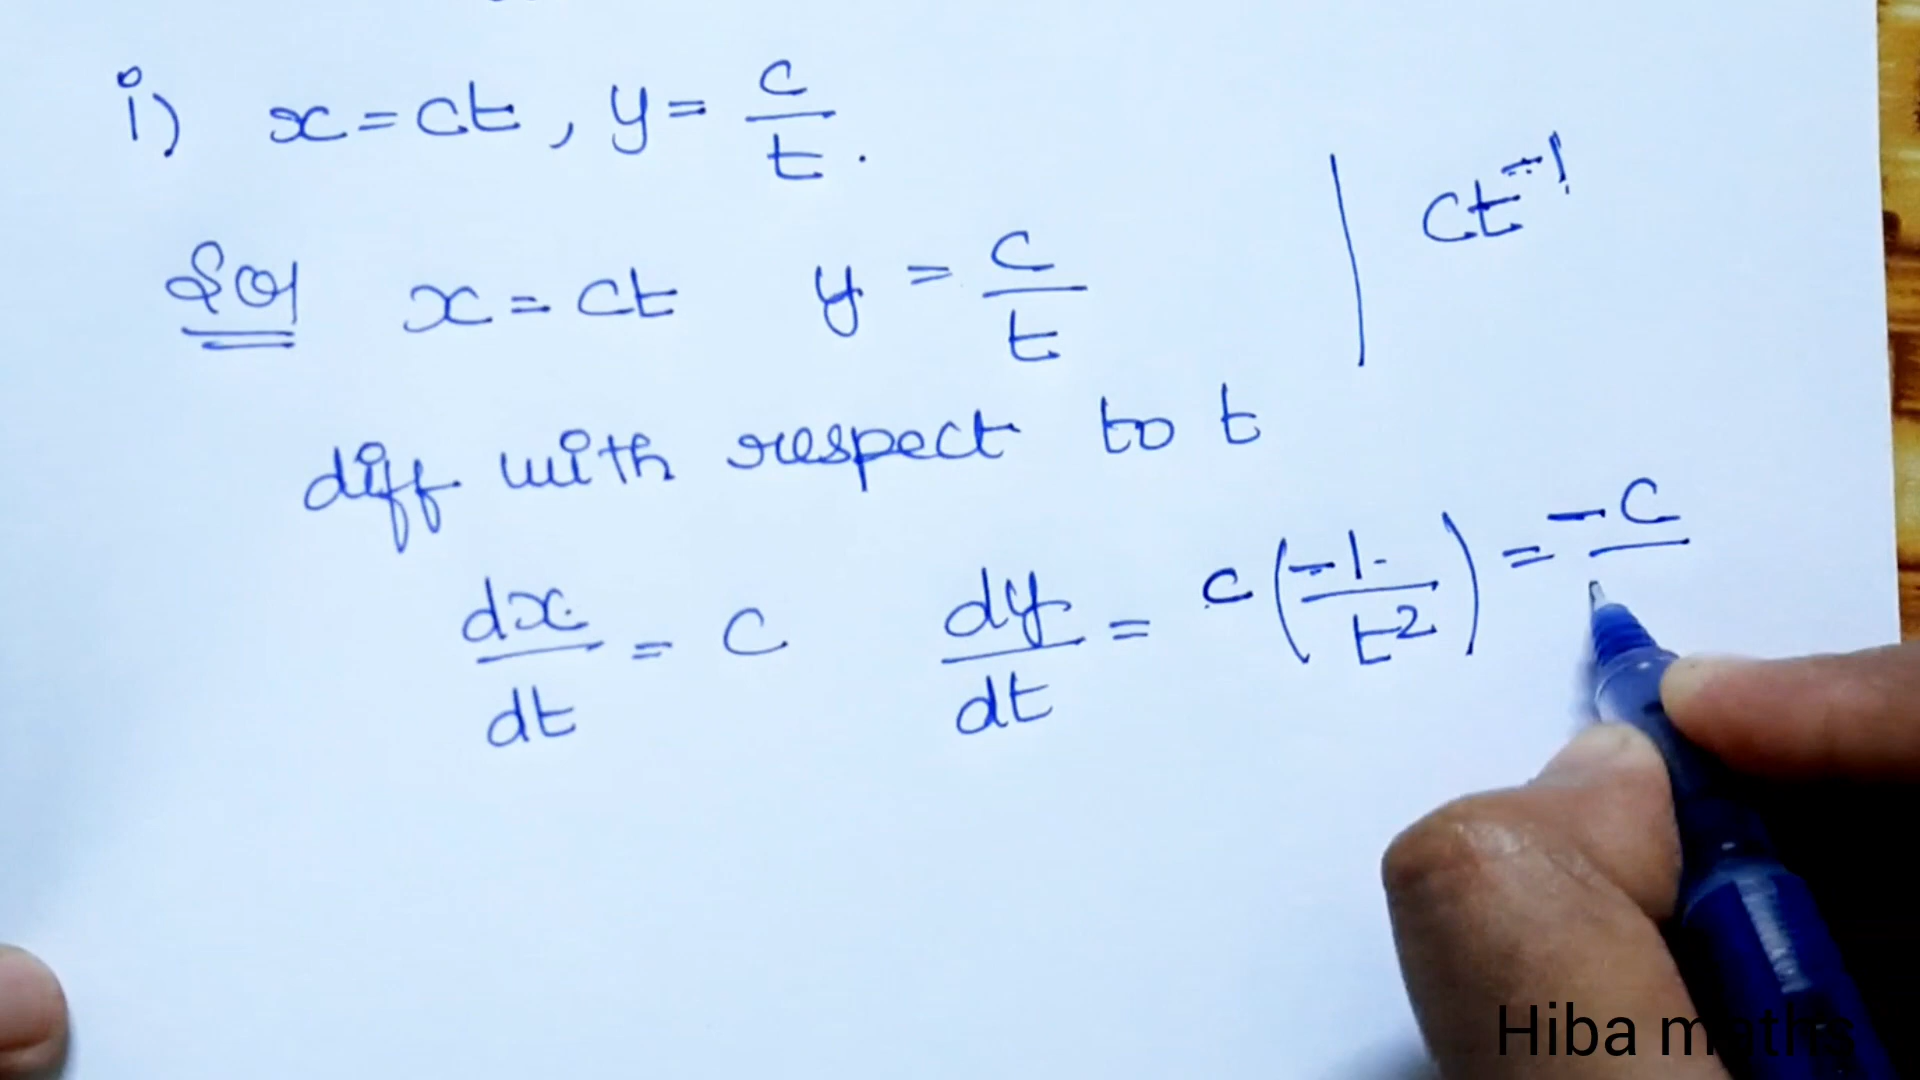 i) x = ct, y = c/t.
Sol x = ct y = c/t | ct⁻¹
diff with respect to t
dx/dt = c dy/dt = c(-1/t²) = -c/
Hiba maths